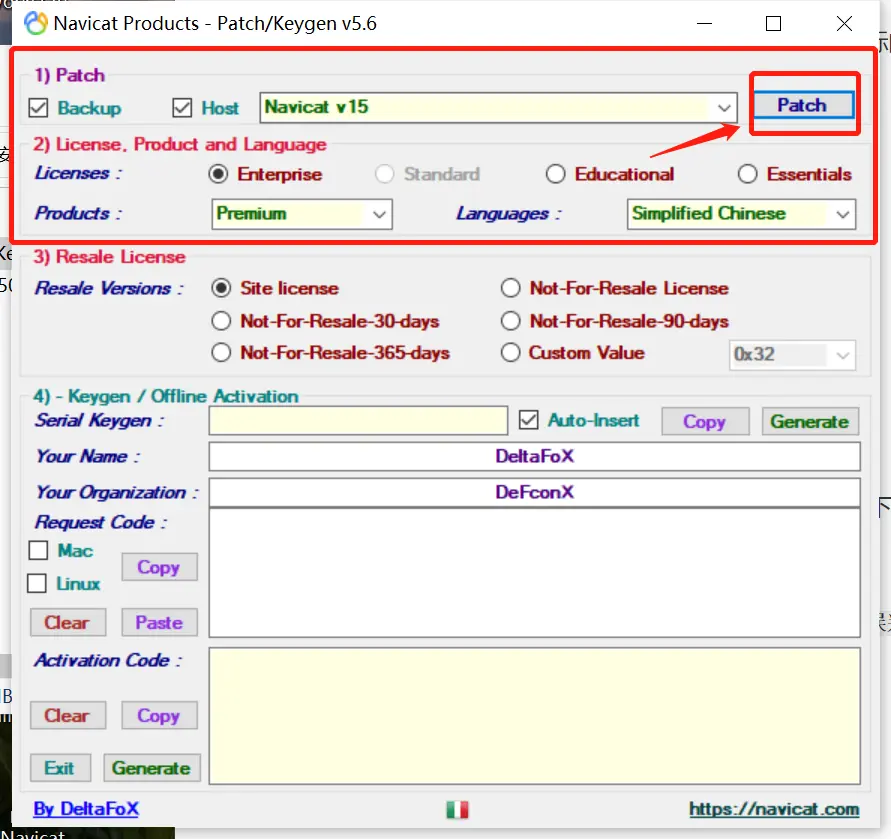 Navicat Products - Patch/Keygen v5.6
1) Patch
Backup Host Navicat v15 Patch
2) License, Product and Language
Licenses : Enterprise Standard Educational Essentials
Products : Premium Languages : Simplified Chinese
3) Resale License
Resale Versions : Site license Not-For-Resale License
Not-For-Resale-30-days Not-For-Resale-90-days
Not-For-Resale-365-days Custom Value 0x32
4) - Keygen / Offline Activation
Serial Keygen : Auto-Insert Copy Generate
Your Name : DeltaFoX
Your Organization : DeFconX
Request Code :
Mac
Copy
Linux
Clear Paste
Activation Code :
Clear Copy
Exit Generate
By DeltaFoX https://navicat.com
Navicat